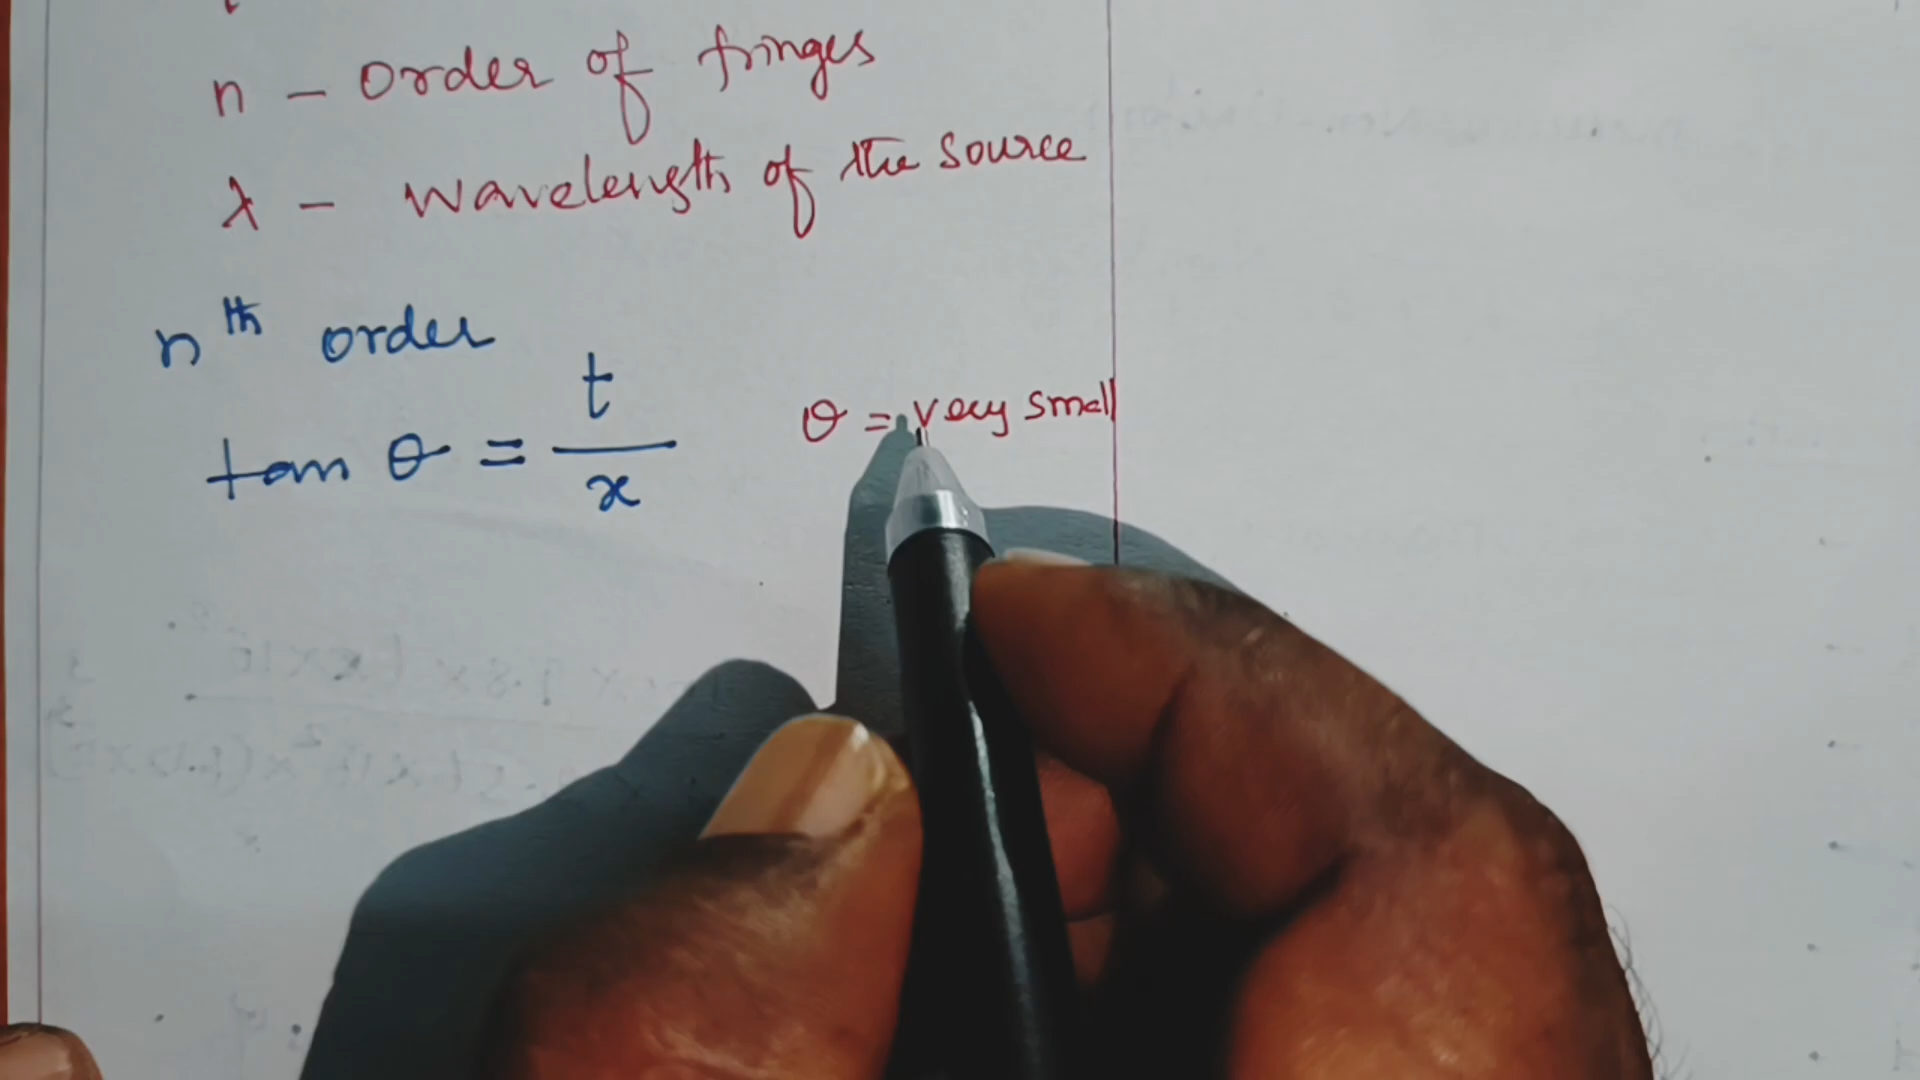 n - order of fringes
λ - wavelength of the source
nth order
tan θ = t/x
θ = very small